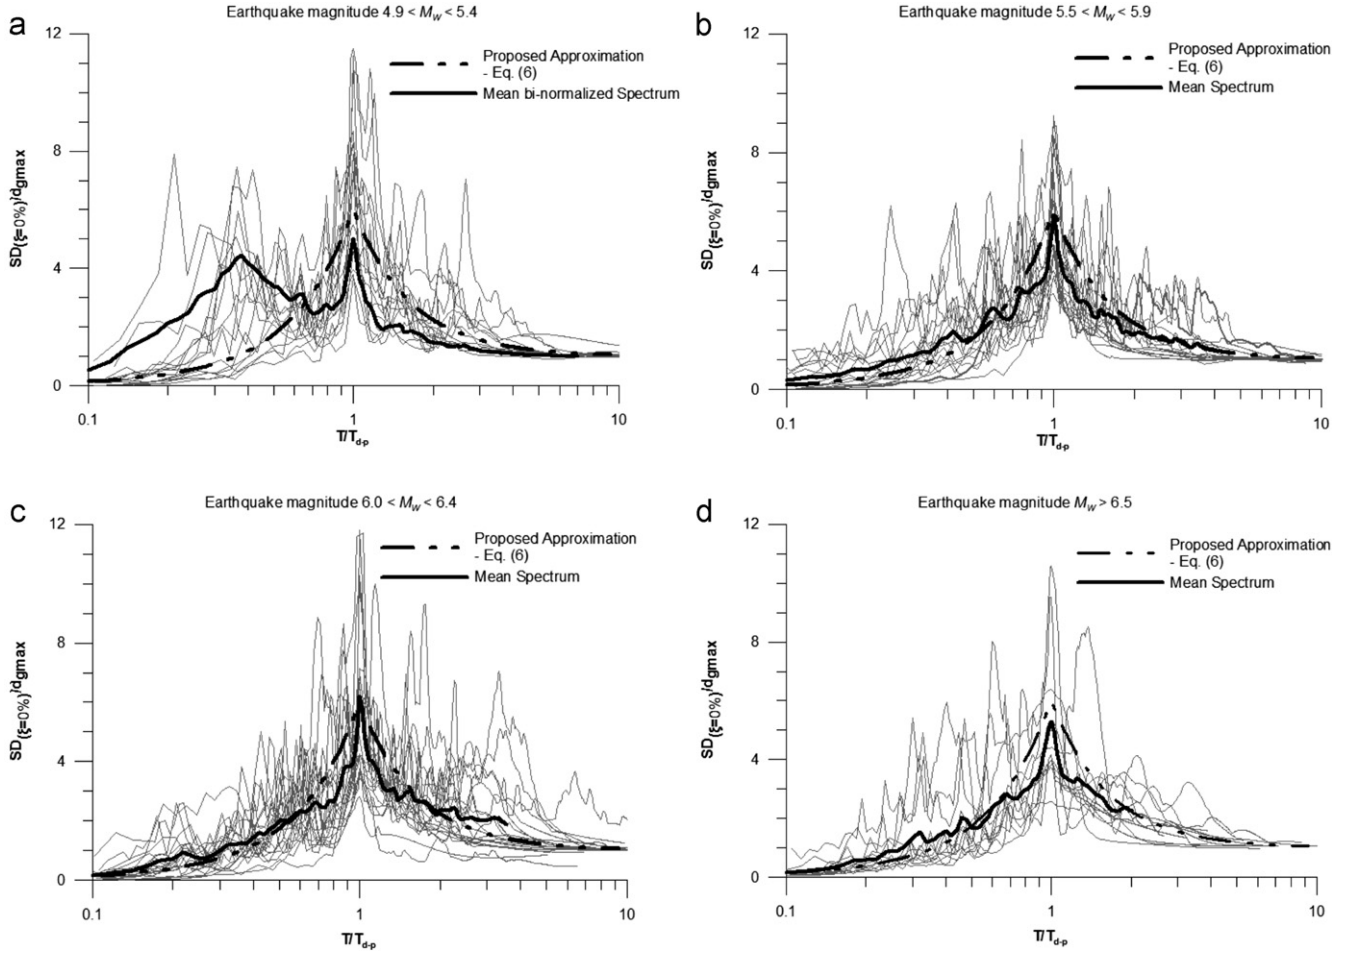 a
Earthquake magnitude 4.9 < Mw < 5.4
12
8
4
0
SD(ξ=0%)/dgmax
Proposed Approximation
- Eq. (6)
Mean bi-normalized Spectrum
0.1
1
10
T/Td-p
b
Earthquake magnitude 5.5 < Mw < 5.9
12
8
4
0
SD(ξ=0%)/dgmax
Proposed Approximation
- Eq. (6)
Mean Spectrum
0.1
1
10
T/Td-p
c
Earthquake magnitude 6.0 < Mw < 6.4
12
8
4
0
SD(ξ=0%)/dgmax
Proposed Approximation
- Eq. (6)
Mean Spectrum
0.1
1
10
T/Td-p
d
Earthquake magnitude Mw > 6.5
12
8
4
0
SD(ξ=0%)/dgmax
Proposed Approximation
- Eq. (6)
Mean Spectrum
0.1
1
10
T/Td-p